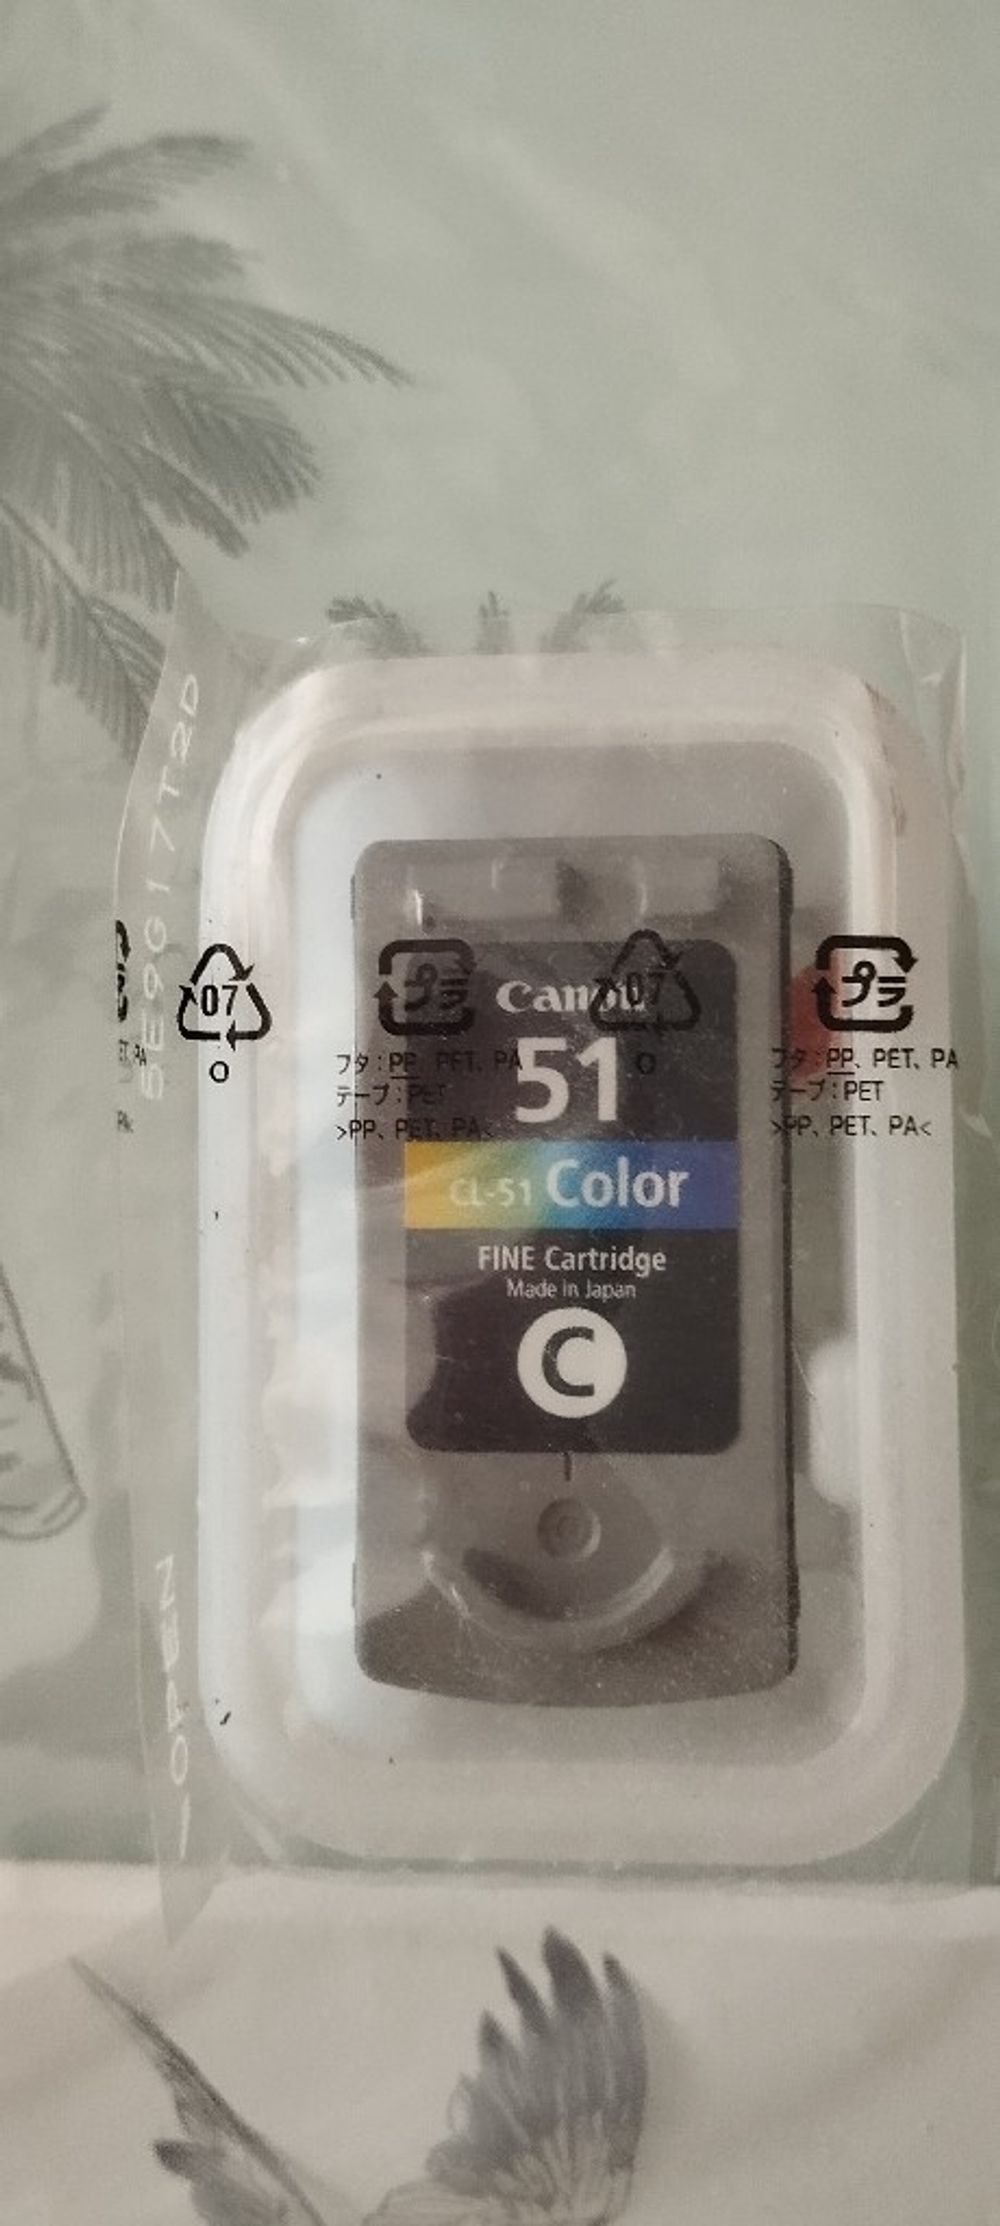 5E9G17T2D
07
プラ
Canon
07
プラ
O
フタ:PP、PET、PA
51
O
フタ:PP、PET、PA
テープ:PET
テープ:PET
>PP、PET、PA<
>PP、PET、PA<
CL-51 Color
FINE Cartridge
Made in Japan
C
OPEN